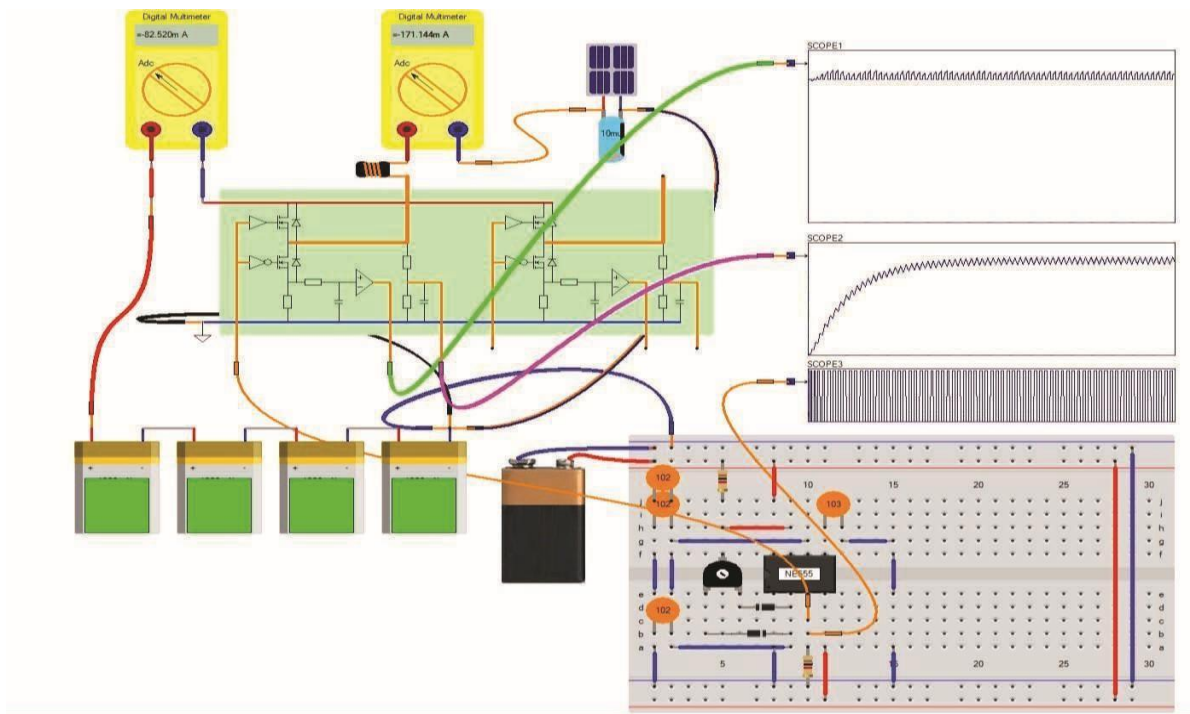 Digital Multimeter
=-82.520m A
Adc
Digital Multimeter
=-171.144m A
Adc
10mu
SCOPE1
SCOPE2
SCOPE3
+ -
+ -
+ -
+ -
102
102
103
102
NE555
10 15 20 25 30
j j
i i
h h
g g
f f
e e
d d
c c
b b
a a
5 15 20 25 30